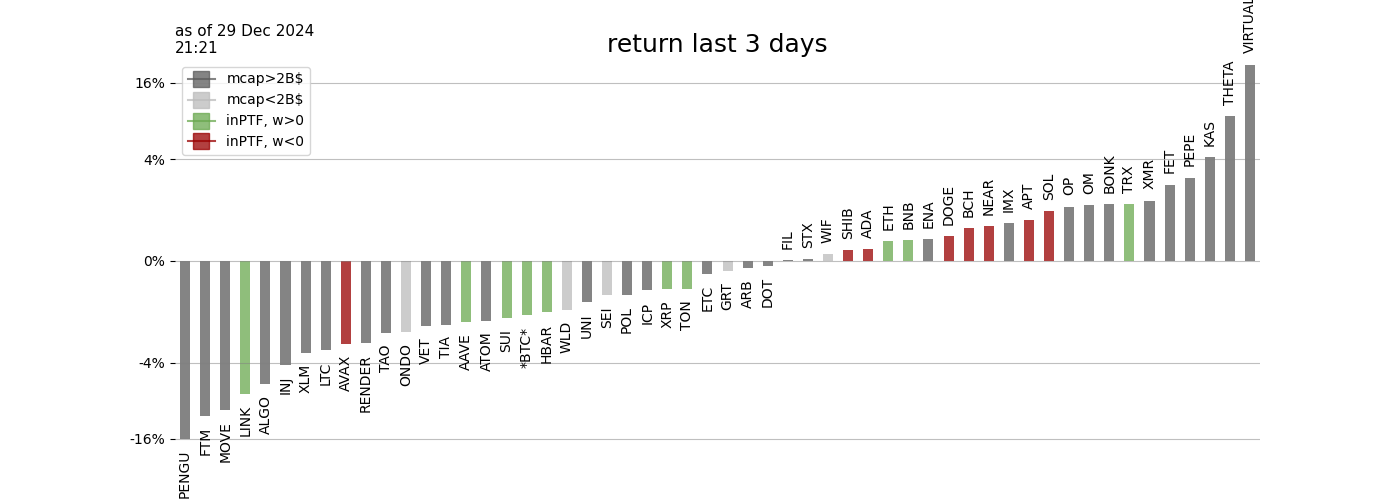 as of 29 Dec 2024
21:21
return last 3 days
mcap>2B$
mcap<2B$
inPTF, w>0
inPTF, w<0
16%
4%
0%
-4%
-16%
PENGU
FTM
MOVE
LINK
ALGO
INJ
XLM
LTC
AVAX
RENDER
TAO
ONDO
VET
TIA
AAVE
ATOM
SUI
*BTC*
HBAR
WLD
UNI
SEI
POL
ICP
XRP
TON
ETC
GRT
ARB
DOT
FIL
STX
WIF
SHIB
ADA
ETH
BNB
ENA
DOGE
BCH
NEAR
IMX
APT
SOL
OP
OM
BONK
TRX
XMR
FET
PEPE
KAS
THETA
VIRTUAL